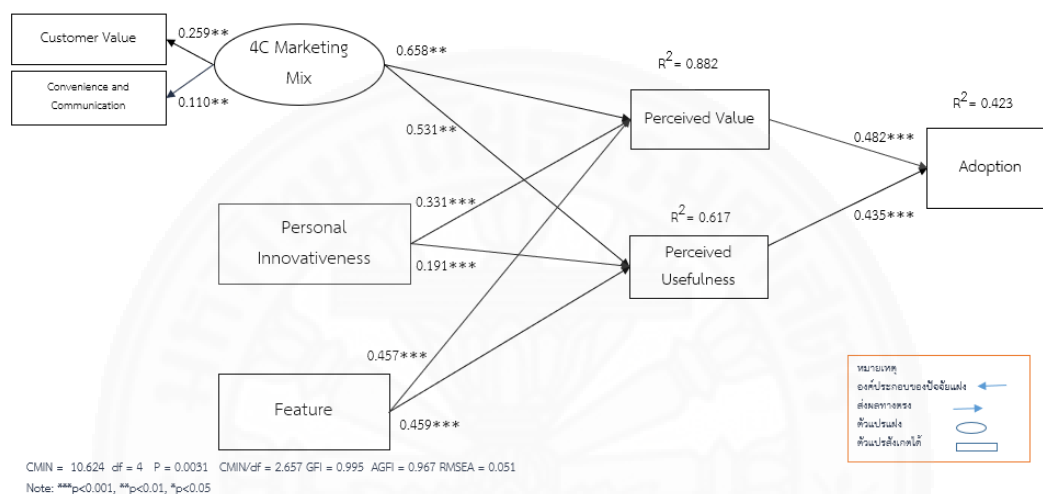 Customer Value
0.259**
4C Marketing
Mix
Convenience and
Communication
0.110**
0.658**
0.531**
R² = 0.882
Perceived Value
R² = 0.423
0.482***
Adoption
0.435***
Personal
Innovativeness
0.331***
0.191***
R² = 0.617
Perceived
Usefulness
Feature
0.457***
0.459***
หมายเหตุ
องค์ประกอบของปัจจัยแฝง
ส่งผลทางตรง
ตัวแปรแฝง
ตัวแปรสังเกตได้
CMIN = 10.624 df = 4 P = 0.0031 CMIN/df = 2.657 GFI = 0.995 AGFI = 0.967 RMSEA = 0.051
Note: ***p<0.001, **p<0.01, *p<0.05